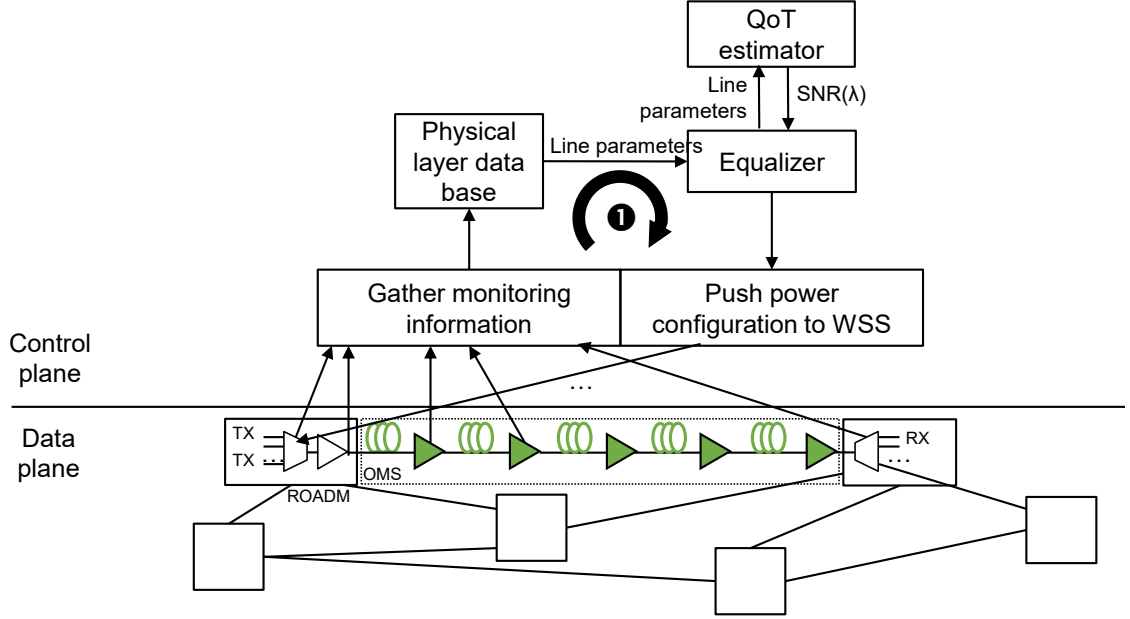 QoT
estimator
Line
parameters
SNR(λ)
Physical
layer data
base
Line parameters
Equalizer
❶
Gather monitoring
information
Push power
configuration to WSS
Control
plane
...
Data
plane
TX
TX ...
OMS
ROADM
RX
...